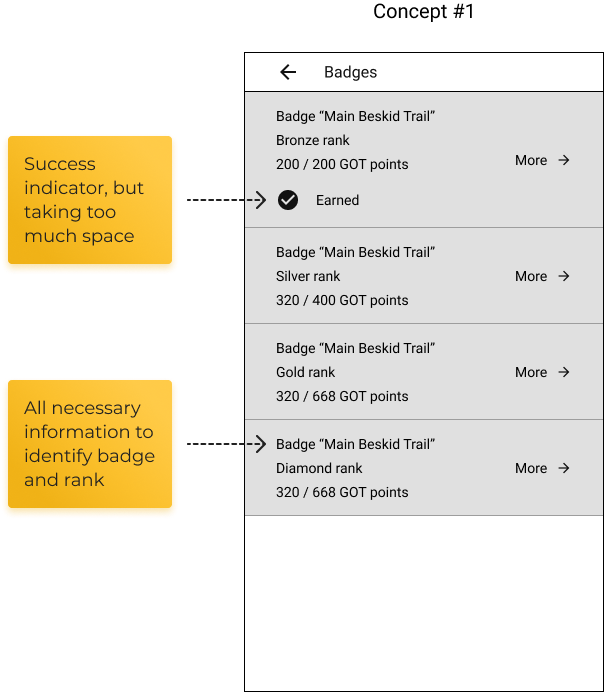 Concept #1
Badges
Badge “Main Beskid Trail”
Bronze rank
200 / 200 GOT points
More
Earned
Success
indicator, but
taking too
much space
Badge “Main Beskid Trail”
Silver rank
320 / 400 GOT points
More
Badge “Main Beskid Trail”
Gold rank
320 / 668 GOT points
More
All necessary
information to
identify badge
and rank
Badge “Main Beskid Trail”
Diamond rank
320 / 668 GOT points
More